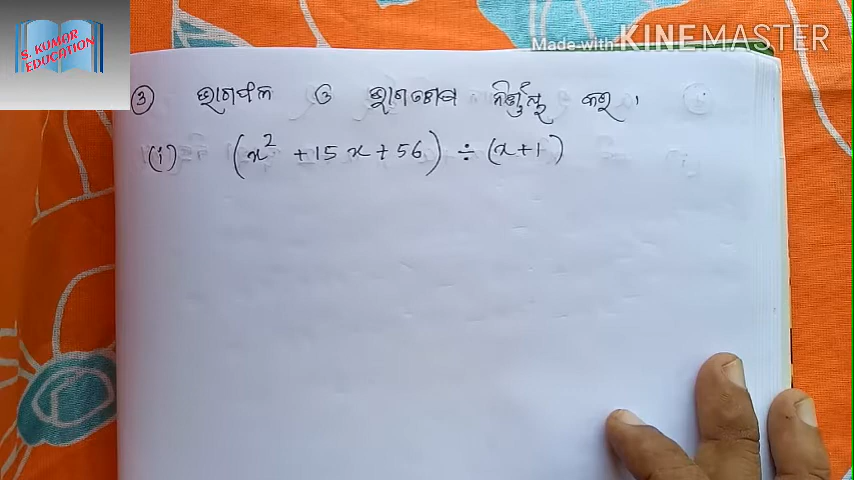 S. KUMAR
EDUCATION
Made with KINEMASTER
③ ଭାଗଫଳ ଓ ଭାଗଶେଷ ନିର୍ଣ୍ଣୟ କର ।
(i) (x² + 15x + 56) ÷ (x + 1)